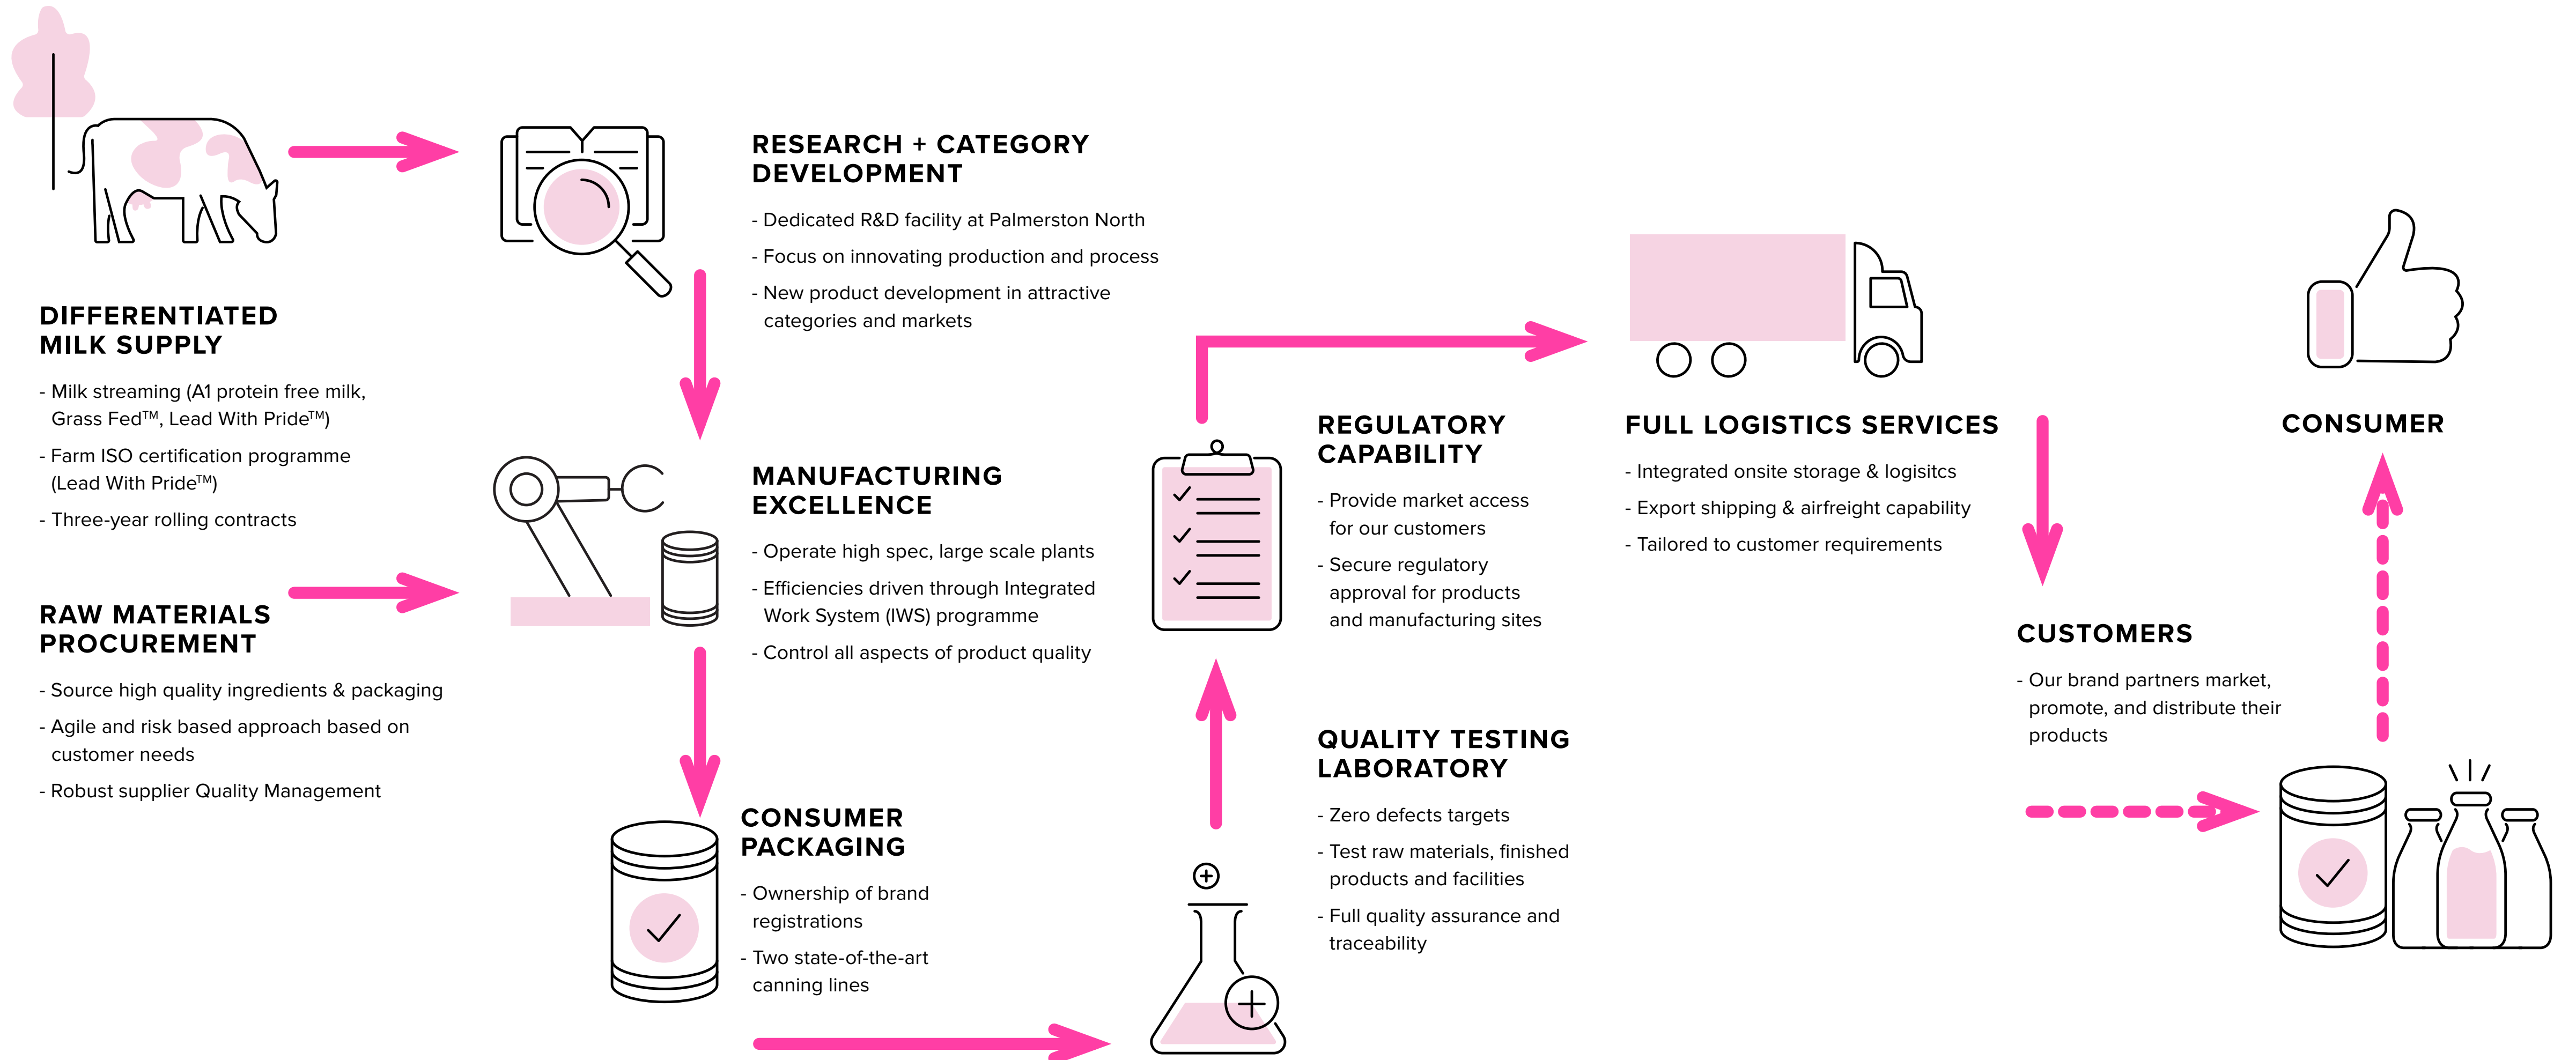 DIFFERENTIATED
MILK SUPPLY
- Milk streaming (A1 protein free milk,
Grass Fed™, Lead With Pride™)
- Farm ISO certification programme
(Lead With Pride™)
- Three-year rolling contracts
RAW MATERIALS
PROCUREMENT
- Source high quality ingredients & packaging
- Agile and risk based approach based on
customer needs
- Robust supplier Quality Management
RESEARCH + CATEGORY
DEVELOPMENT
- Dedicated R&D facility at Palmerston North
- Focus on innovating production and process
- New product development in attractive
categories and markets
MANUFACTURING
EXCELLENCE
- Operate high spec, large scale plants
- Efficiencies driven through Integrated
Work System (IWS) programme
- Control all aspects of product quality
CONSUMER
PACKAGING
- Ownership of brand
registrations
- Two state-of-the-art
canning lines
REGULATORY
CAPABILITY
- Provide market access
for our customers
- Secure regulatory
approval for products
and manufacturing sites
QUALITY TESTING
LABORATORY
- Zero defects targets
- Test raw materials, finished
products and facilities
- Full quality assurance and
traceability
FULL LOGISTICS SERVICES
- Integrated onsite storage & logisitcs
- Export shipping & airfreight capability
- Tailored to customer requirements
CUSTOMERS
- Our brand partners market,
promote, and distribute their
products
CONSUMER